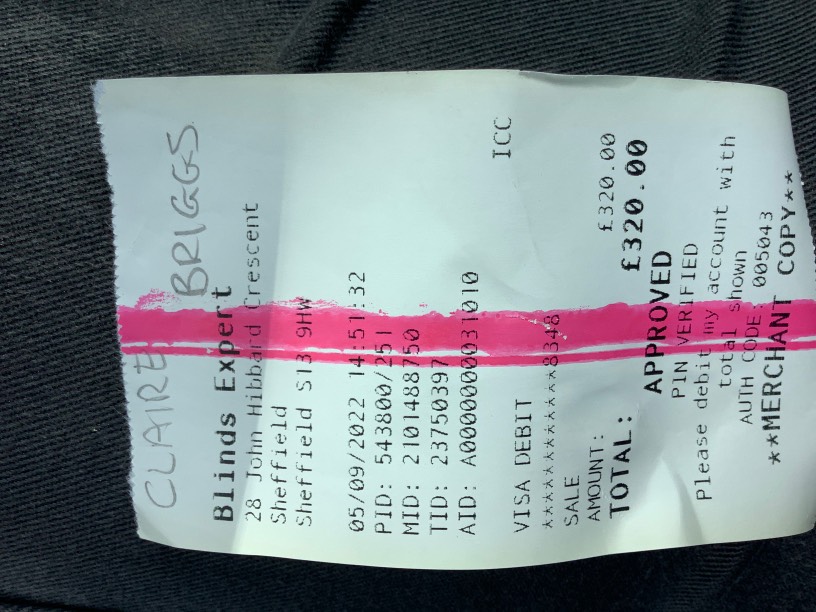 CLAIRE BRIGGS
Blinds Expert
28 John Hibbard Crescent
Sheffield
Sheffield S13 9HW
05/09/2022 14:51:32
PID: 543800/251
MID: 2101488750
TID: 23750397
AID: A0000000031010
ICC
VISA DEBIT
************8348
SALE
AMOUNT: £320.00
TOTAL: £320.00
APPROVED
PIN VERIFIED
Please debit my account with
total shown
AUTH CODE: 005043
**MERCHANT COPY**